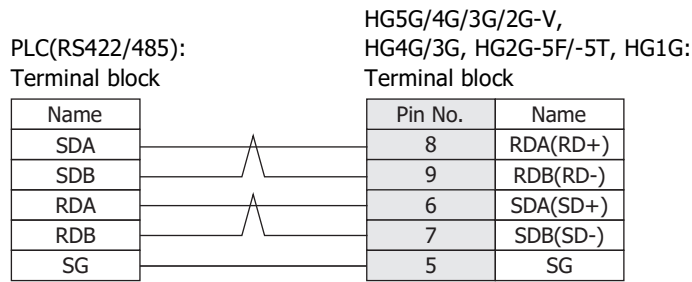 HG5G/4G/3G/2G-V,
PLC(RS422/485): HG4G/3G, HG2G-5F/-5T, HG1G:
Terminal block Terminal block
Name Pin No. Name
SDA 8 RDA(RD+)
SDB 9 RDB(RD-)
RDA 6 SDA(SD+)
RDB 7 SDB(SD-)
SG 5 SG